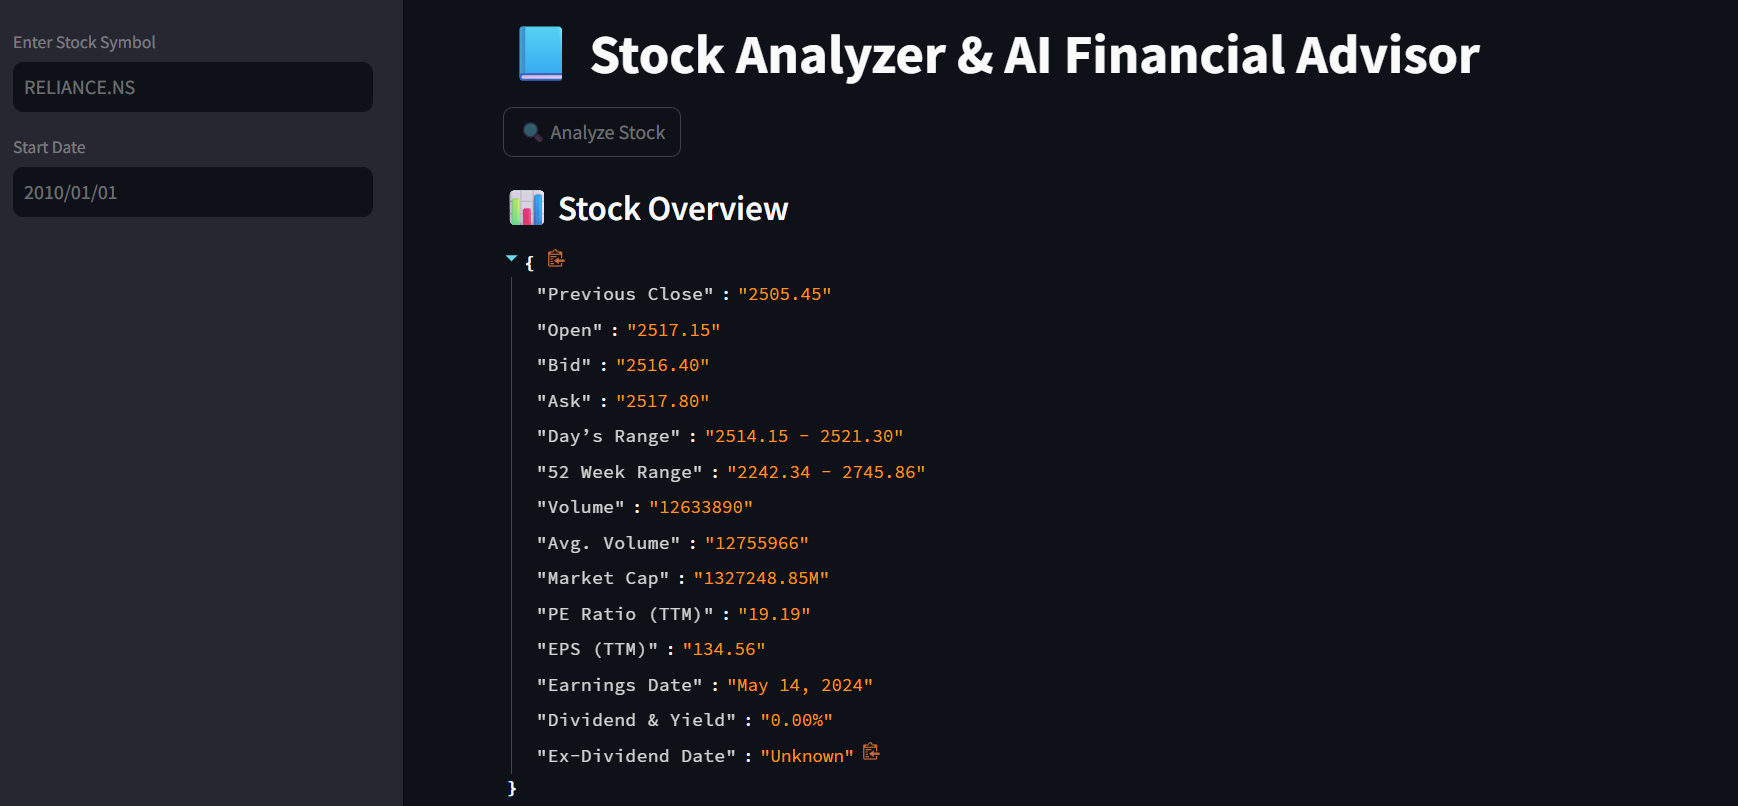 Enter Stock Symbol
RELIANCE.NS
Start Date
2010/01/01
Stock Analyzer & AI Financial Advisor
Analyze Stock
Stock Overview
{
"Previous Close" : "2505.45"
"Open" : "2517.15"
"Bid" : "2516.40"
"Ask" : "2517.80"
"Day’s Range" : "2514.15 - 2521.30"
"52 Week Range" : "2242.34 - 2745.86"
"Volume" : "12633890"
"Avg. Volume" : "12755966"
"Market Cap" : "1327248.85M"
"PE Ratio (TTM)" : "19.19"
"EPS (TTM)" : "134.56"
"Earnings Date" : "May 14, 2024"
"Dividend & Yield" : "0.00%"
"Ex-Dividend Date" : "Unknown"
}